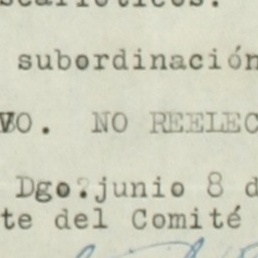 subordinación
VO. NO REELEC
Dgo.junio 8 d
te del Comité